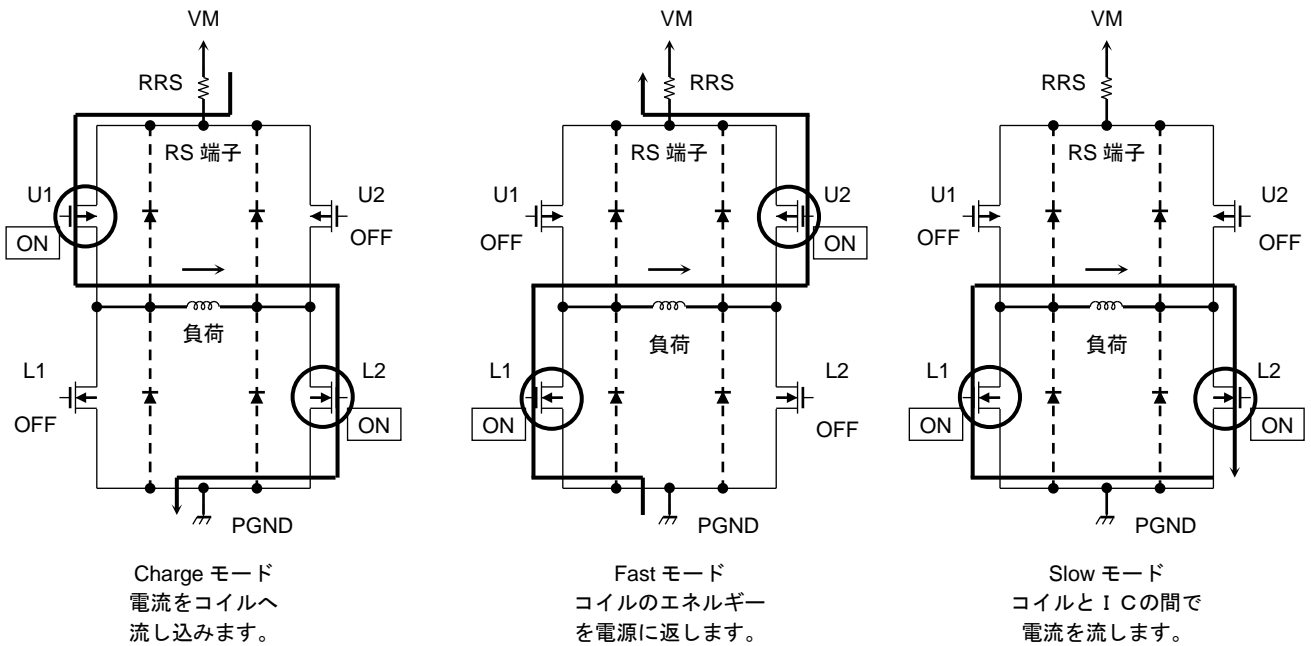 VM
RRS
RS 端子
U1
ON
U2
OFF
負荷
L1
OFF
L2
ON
PGND
Charge モード
電流をコイルへ
流し込みます。
VM
RRS
RS 端子
U1
OFF
U2
ON
負荷
L1
ON
L2
OFF
PGND
Fast モード
コイルのエネルギー
を電源に返します。
VM
RRS
RS 端子
U1
OFF
U2
OFF
負荷
L1
ON
L2
ON
PGND
Slow モード
コイルとＩＣの間で
電流を流します。